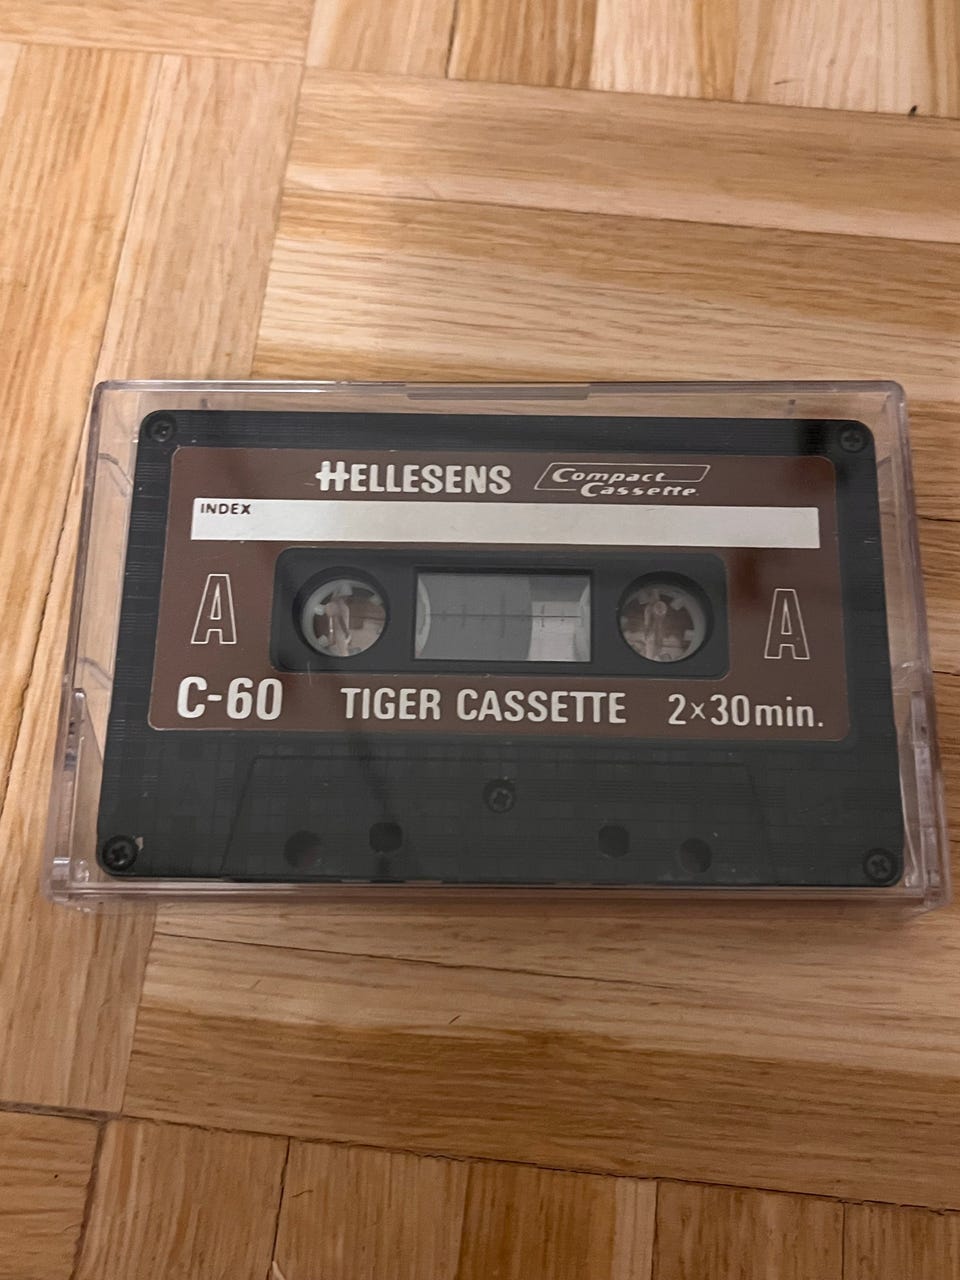 HELLESENS Compact Cassette
INDEX
A A
C-60 TIGER CASSETTE 2×30min.